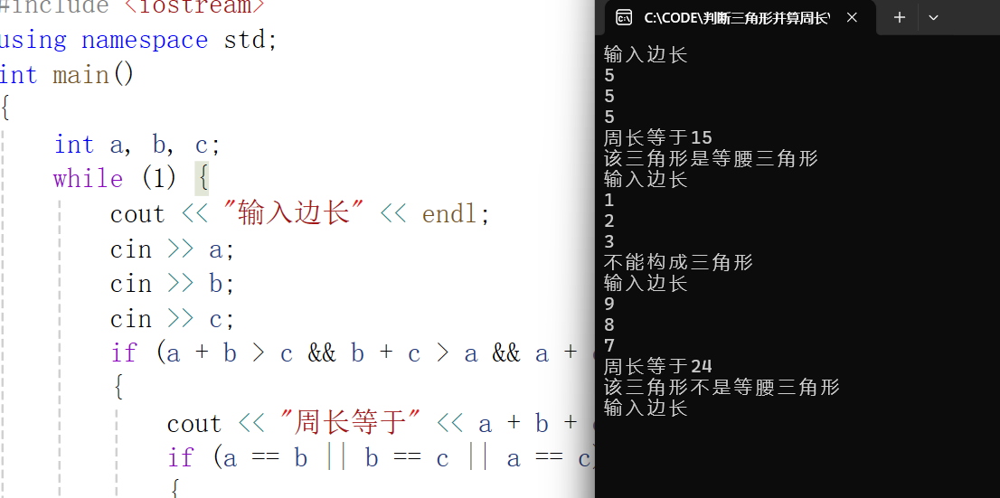 #include <iostream>
using namespace std;
int main()
{
int a, b, c;
while (1) {
cout << "输入边长" << endl;
cin >> a;
cin >> b;
cin >> c;
if (a + b > c && b + c > a && a +
{
cout << "周长等于" << a + b +
if (a == b || b == c || a == c)
{
C:\CODE\判断三角形并算周长\
输入边长
5
5
5
周长等于15
该三角形是等腰三角形
输入边长
1
2
3
不能构成三角形
输入边长
9
8
7
周长等于24
该三角形不是等腰三角形
输入边长